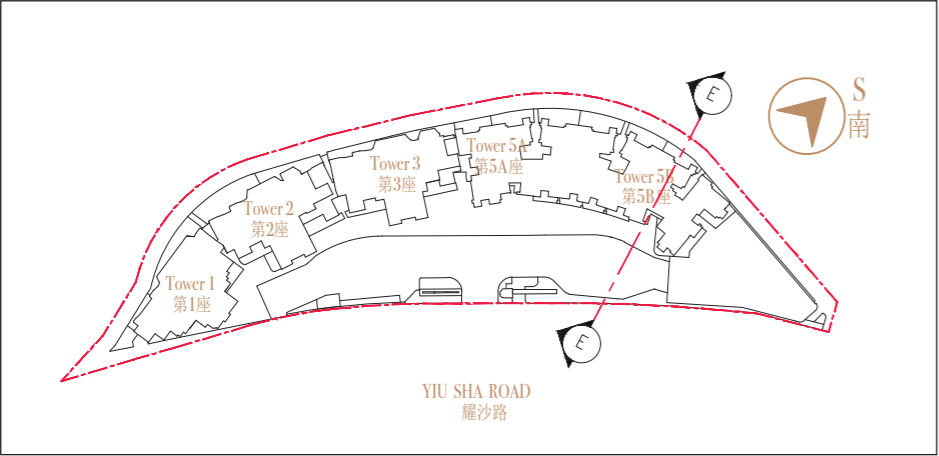 E
S
南
Tower 5A
第5A座
Tower 3
第3座
Tower 5B
第5B座
Tower 2
第2座
Tower 1
第1座
E
YIU SHA ROAD
耀沙路